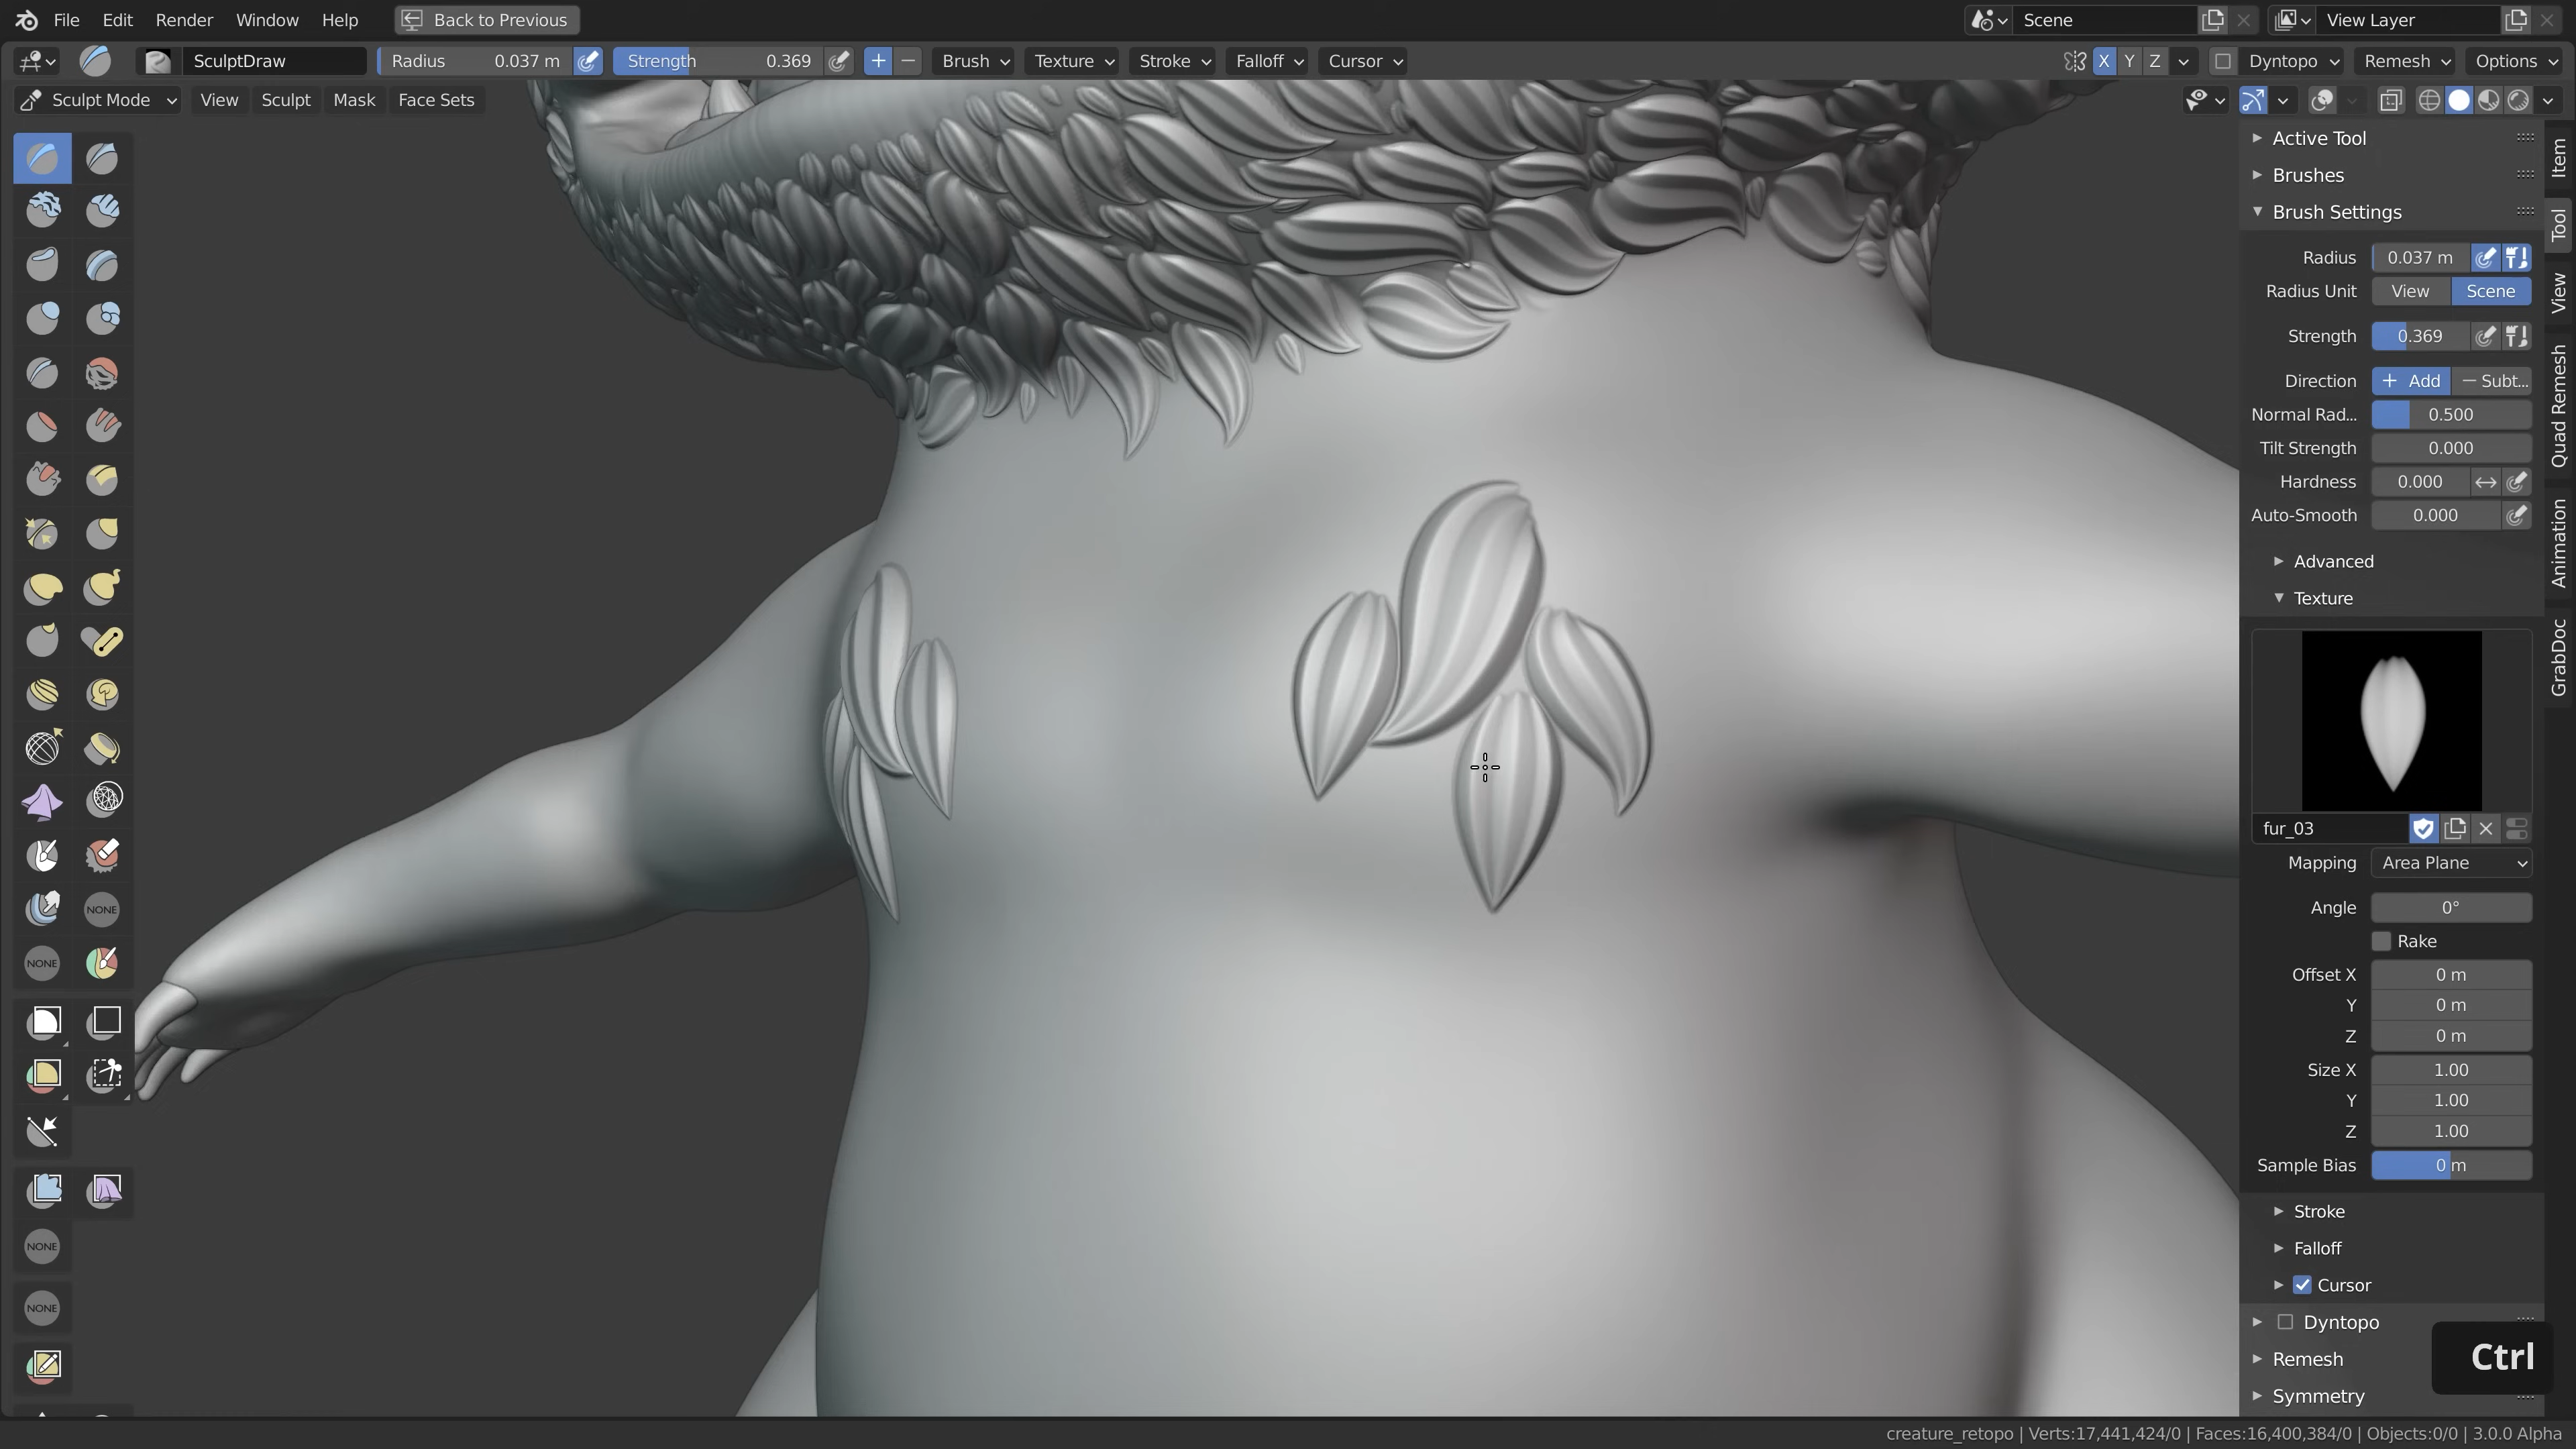 File Edit Render Window Help Back to Previous Scene View Layer
SculptDraw Radius 0.037 m Strength 0.369 + − Brush Texture Stroke Falloff Cursor X Y Z Dyntopo Remesh Options
Sculpt Mode View Sculpt Mask Face Sets
Active Tool
Brushes
Brush Settings
Radius 0.037 m
Radius Unit View Scene
Strength 0.369
Direction + Add − Subt...
Normal Rad... 0.500
Tilt Strength 0.000
Hardness 0.000
Auto-Smooth 0.000
Advanced
Texture
fur_03
Mapping Area Plane
Angle 0°
Rake
Offset X 0 m
Y 0 m
Z 0 m
Size X 1.00
Y 1.00
Z 1.00
Sample Bias 0 m
Stroke
Falloff
Cursor
Dyntopo
Remesh
Symmetry
Item
Tool
View
Quad Remesh
Animation
GrabDoc
NONE
NONE
NONE
NONE
Ctrl
creature_retopo | Verts:17,441,424/0 | Faces:16,400,384/0 | Objects:0/0 | 3.0.0 Alpha